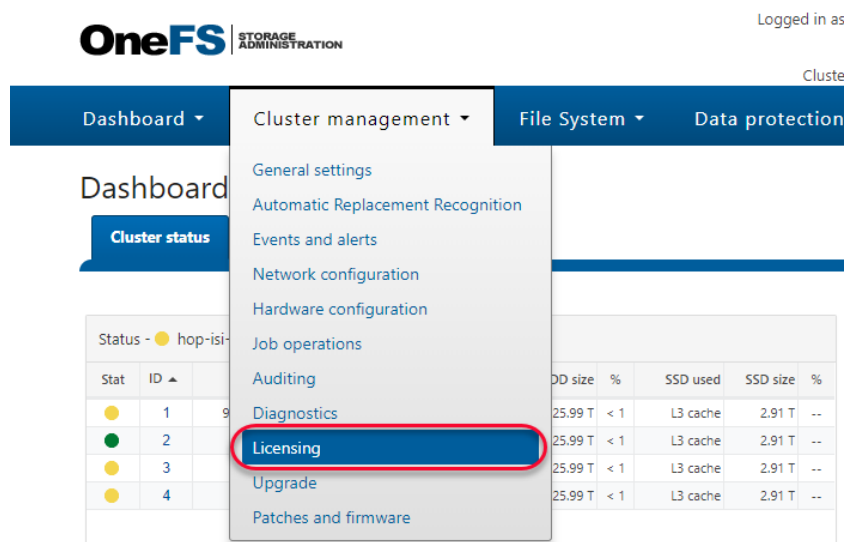 Logged in as
OneFS STORAGE ADMINISTRATION
Cluste
Dashboard Cluster management File System Data protection
General settings
Dashboard
Automatic Replacement Recognition
Cluster status
Events and alerts
Network configuration
Hardware configuration
Status - hop-isi-
Job operations
Stat ID Auditing DD size % SSD used SSD size %
1 9 Diagnostics 25.99 T < 1 L3 cache 2.91 T --
2 Licensing 25.99 T < 1 L3 cache 2.91 T --
3 25.99 T < 1 L3 cache 2.91 T --
Upgrade
4 25.99 T < 1 L3 cache 2.91 T --
Patches and firmware